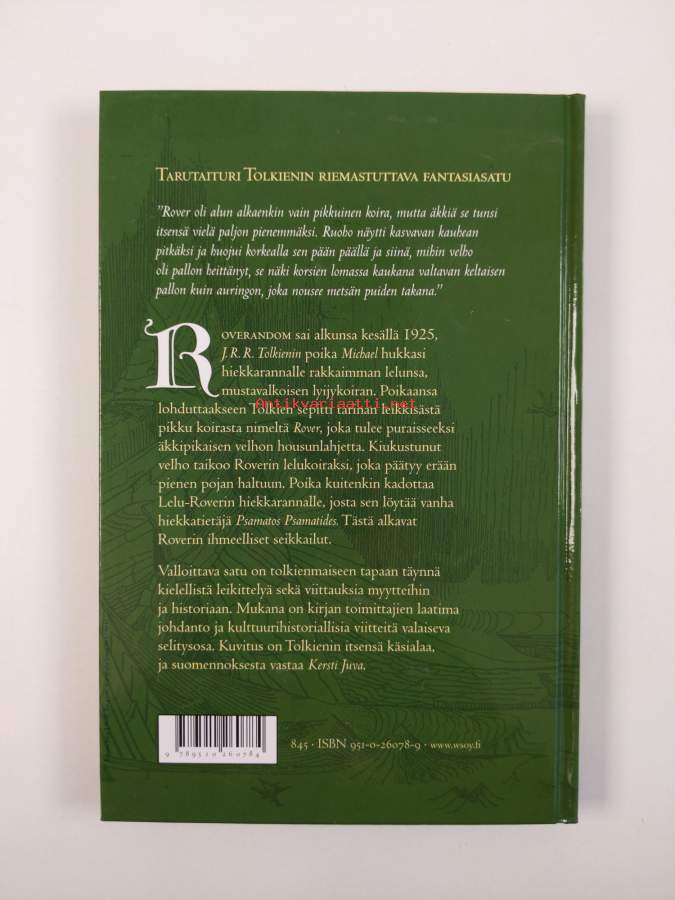 TARUTAITURI TOLKIENIN RIEMASTUTTAVA FANTASIASATU
”Rover oli alun alkaenkin vain pikkuinen koira, mutta äkkiä se tunsi
itsensä vielä paljon pienemmäksi. Ruoho näytti kasvavan kauhean
pitkäksi ja huojui korkealla sen pään päällä ja siinä, mihin velho
oli pallon heittänyt, se näki korsien lomassa kaukana valtavan keltaisen
pallon kuin auringon, joka nousee metsän puiden takana.”
ROVERANDOM sai alkunsa kesällä 1925,
J. R. R. Tolkienin poika Michael hukkasi
hiekkarannalle rakkaimman lelunsa,
mustavalkoisen lyijykoiran. Poikaansa
Antikvariaatti.net
lohduttaakseen Tolkien sepitti tarinan leikkisästä
pikku koirasta nimeltä Rover, joka tulee puraisseeksi
äkkipikaisen velhon housunlahjetta. Kiukustunut
velho taikoo Roverin lelukoiraksi, joka päätyy erään
pienen pojan haltuun. Poika kuitenkin kadottaa
Lelu-Roverin hiekkarannalle, josta sen löytää vanha
hiekkatietäjä Psamatos Psamatides. Tästä alkavat
Roverin ihmeelliset seikkailut.
Valloittava satu on tolkienmaiseen tapaan täynnä
kielellistä leikittelyä sekä viittauksia myytteihin
ja historiaan. Mukana on kirjan toimittajien laatima
johdanto ja kulttuurihistoriallisia viitteitä valaiseva
selitysosa. Kuvitus on Tolkienin itsensä käsialaa,
ja suomennoksesta vastaa Kersti Juva.
845 · ISBN 951-0-26078-9 · www.wsoy.fi
9 789510 260784